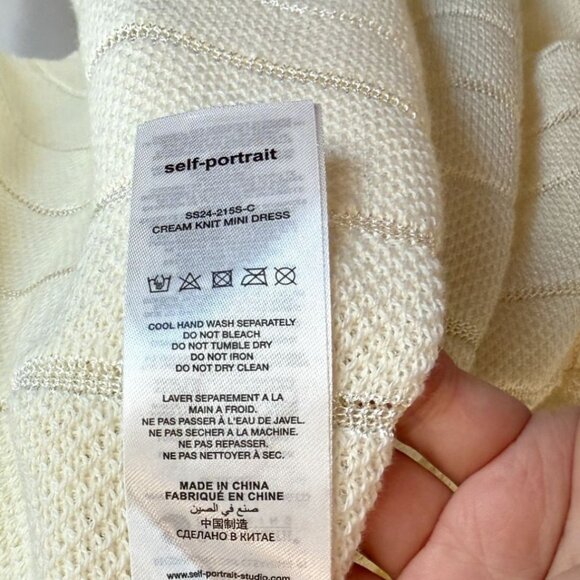 self-portrait
SS24-215S-C
CREAM KNIT MINI DRESS
COOL HAND WASH SEPARATELY
DO NOT BLEACH
DO NOT TUMBLE DRY
DO NOT IRON
DO NOT DRY CLEAN
LAVER SEPAREMENT A LA
MAIN A FROID.
NE PAS PASSER À L'EAU DE JAVEL.
NE PAS SECHER A LA MACHINE.
NE PAS REPASSER.
NE PAS NETTOYER À SEC.
MADE IN CHINA
FABRIQUÉ EN CHINE
صنع في الصين
中国制造
СДЕЛАНО В КИТАЕ
www.self-portrait-studio.com